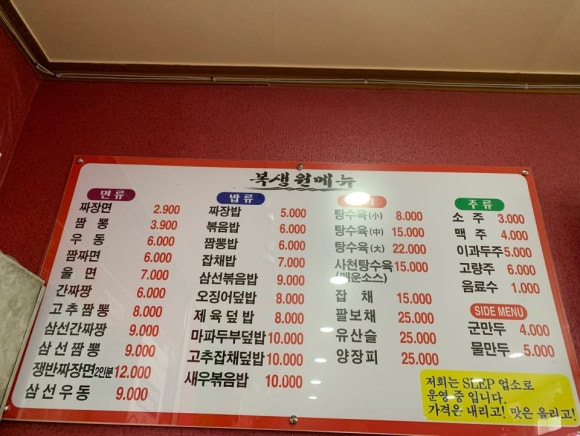 복생원메뉴
면류
짜장면 2.900
짬 뽕 3.900
우 동 6.000
짬짜면 6.000
울 면 7.000
간짜장 6.000
고추짬뽕 8.000
삼선간짜장 9.000
삼선짬뽕 9.000
쟁반짜장면2인분 12.000
삼선우동 9.000
밥류
짜장밥 5.000
볶음밥 6.000
짬뽕밥 6.000
잡채밥 7.000
삼선볶음밥 9.000
오징어덮밥 8.000
제육덮밥 8.000
마파두부덮밥 10.000
고추잡채덮밥 10.000
새우볶음밥 10.000
탕수육(小) 8.000
탕수육(中) 15.000
탕수육(大) 22.000
사천탕수육 15.000
(매운소스)
잡 채 15.000
팔보채 25.000
유산슬 25.000
양장피 25.000
주류
소 주 3.000
맥 주 4.000
이과두주 5.000
고량주 6.000
음료수 1.000
SIDE MENU
군만두 4.000
물만두 5.000
저희는 SLEP 업소로
운영 중 입니다.
가격은 내리고! 맛은 올리고!